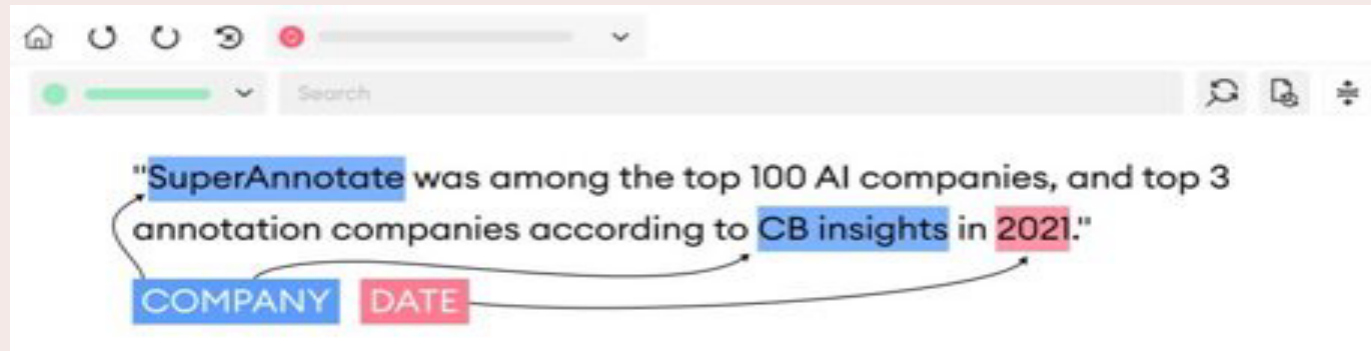 Search
"SuperAnnotate was among the top 100 AI companies, and top 3
annotation companies according to CB insights in 2021."
COMPANY DATE